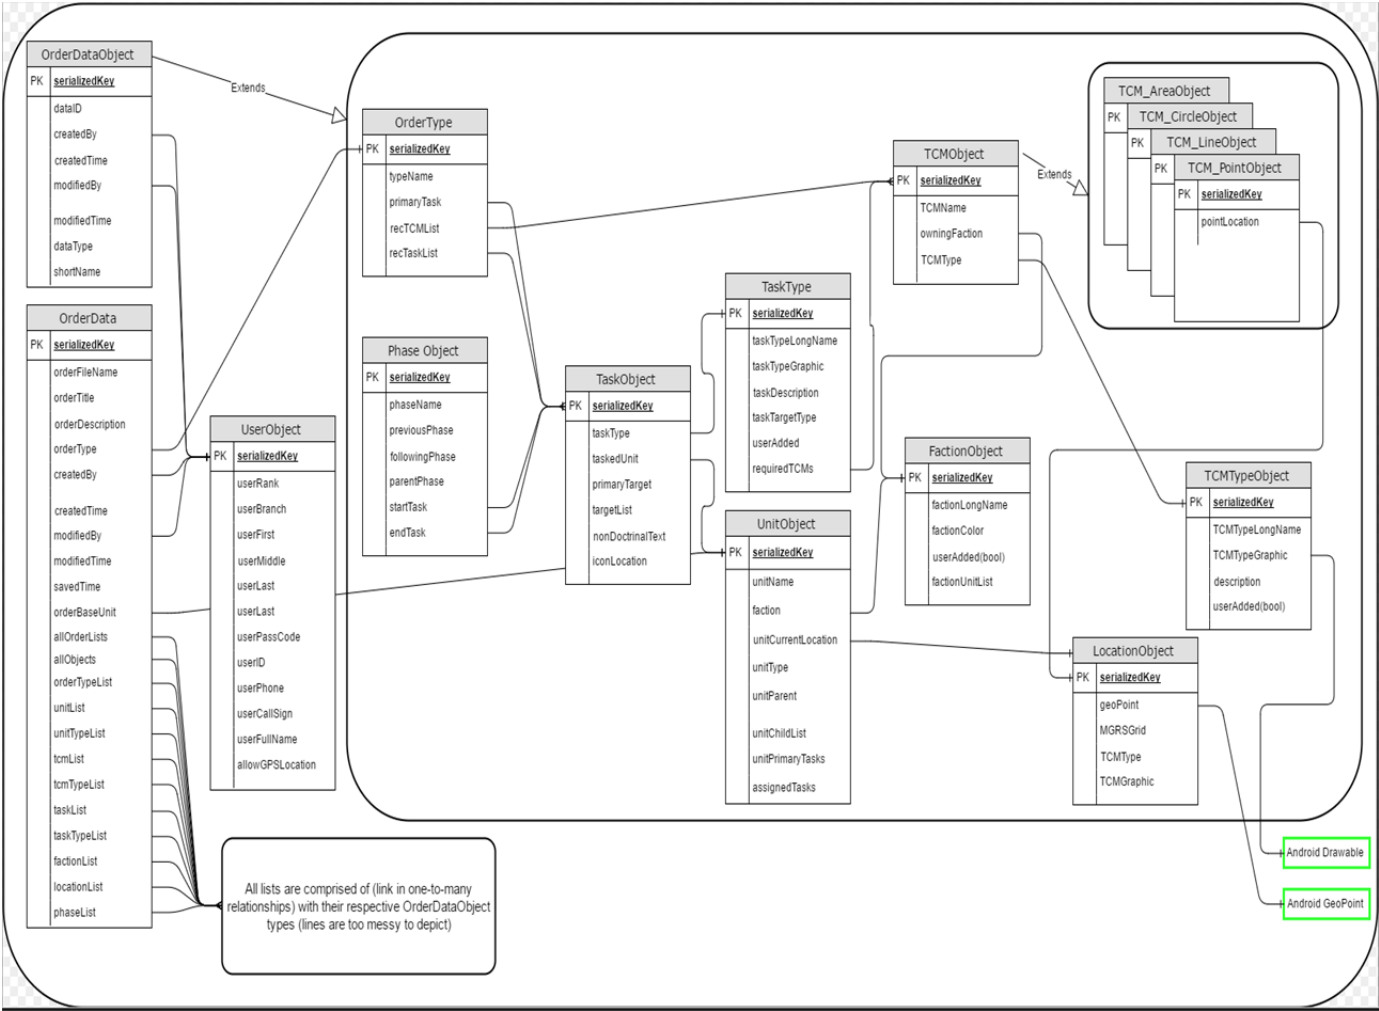 OrderDataObject
PK serializedKey
dataID
createdBy
createdTime
modifiedBy
modifiedTime
dataType
shortName
Extends
OrderData
PK serializedKey
orderFileName
orderTitle
orderDescription
orderType
createdBy
createdTime
modifiedBy
modifiedTime
savedTime
orderBaseUnit
allOrderLists
allObjects
orderTypeList
unitList
unitTypeList
tcmList
tcmTypeList
taskList
taskTypeList
factionList
locationList
phaseList
UserObject
PK serializedKey
userRank
userBranch
userFirst
userMiddle
userLast
userLast
userPassCode
userID
userPhone
userCallSign
userFullName
allowGPSLocation
All lists are comprised of (link in one-to-many
relationships) with their respective OrderDataObject
types (lines are too messy to depict)
OrderType
PK serializedKey
typeName
primaryTask
recTCMList
recTaskList
Phase Object
PK serializedKey
phaseName
previousPhase
followingPhase
parentPhase
startTask
endTask
TaskObject
PK serializedKey
taskType
taskedUnit
primaryTarget
targetList
nonDoctrinalText
iconLocation
TaskType
PK serializedKey
taskTypeLongName
taskTypeGraphic
taskDescription
taskTargetType
userAdded
requiredTCMs
UnitObject
PK serializedKey
unitName
faction
unitCurrentLocation
unitType
unitParent
unitChildList
unitPrimaryTasks
assignedTasks
TCMObject
PK serializedKey
TCMName
owningFaction
TCMType
Extends
TCM_AreaObject
PK
TCM_CircleObject
PK
TCM_LineObject
PK
TCM_PointObject
PK serializedKey
pointLocation
FactionObject
PK serializedKey
factionLongName
factionColor
userAdded(bool)
factionUnitList
TCMTypeObject
PK serializedKey
TCMTypeLongName
TCMTypeGraphic
description
userAdded(bool)
LocationObject
PK serializedKey
geoPoint
MGRSGrid
TCMType
TCMGraphic
Android Drawable
Android GeoPoint